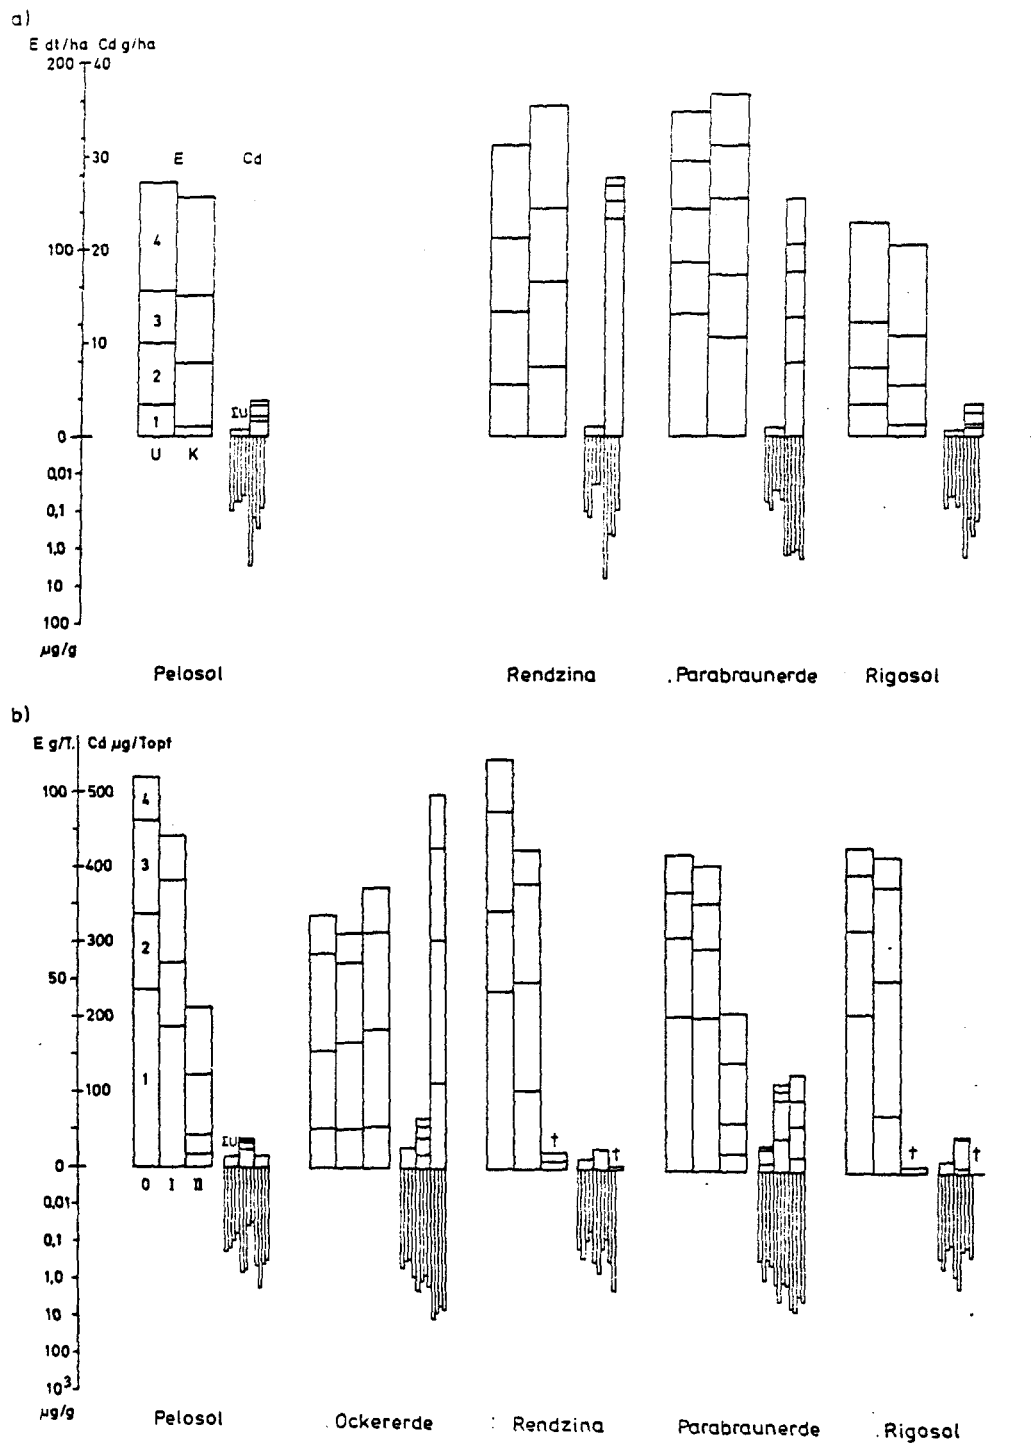 a)
E dt/ha Cd g/ha
200 40
30
E Cd
100 20
4
10
3
2
1
ΣU
0
U K
0,01
0,1
1,0
10
100
µg/g
Pelosol Rendzina Parabraunerde Rigosol
b)
E g/T. Cd µg/Topf
100 500
4
400
3
300
2
50
200
1
100
ΣU † † † †
0
0 I II
0,01
0,1
1,0
10
100
10³
µg/g
Pelosol Ockererde Rendzina Parabraunerde Rigosol